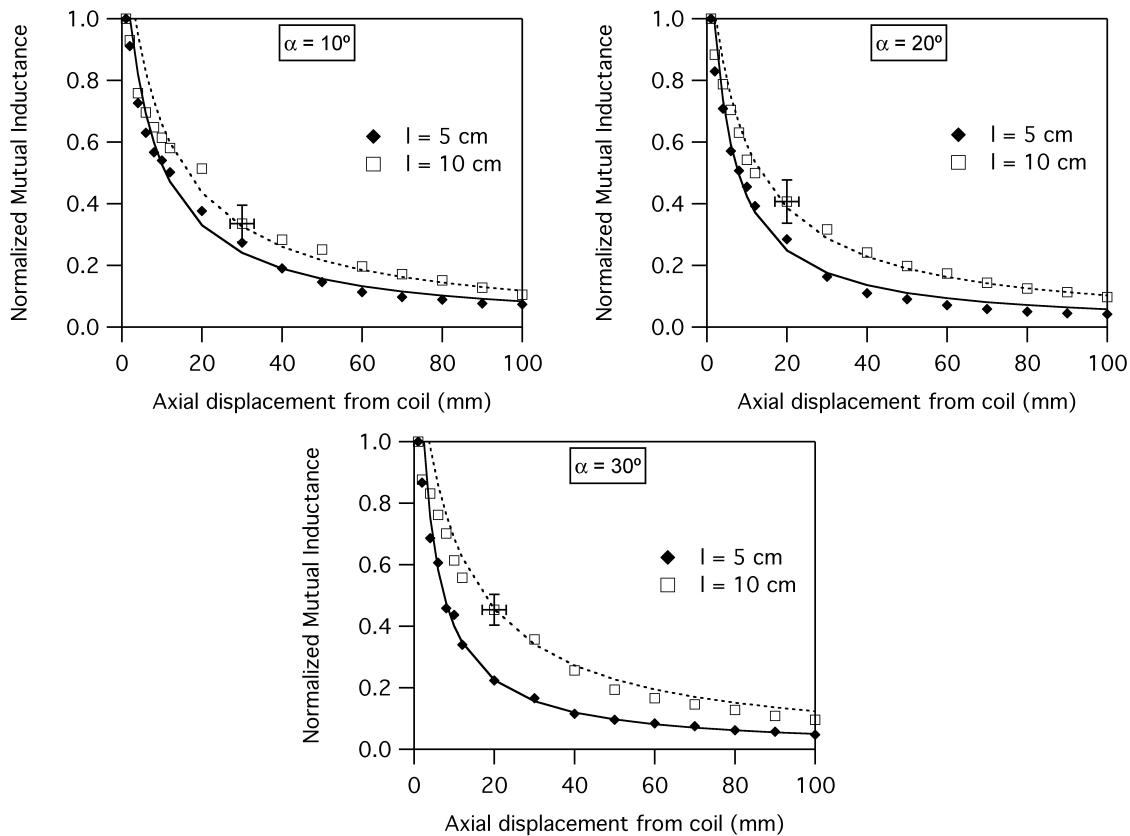 α = 10º
l = 5 cm
l = 10 cm
Normalized Mutual Inductance
1.0
0.8
0.6
0.4
0.2
0.0
0 20 40 60 80 100
Axial displacement from coil (mm)
α = 20º
l = 5 cm
l = 10 cm
Normalized Mutual Inductance
1.0
0.8
0.6
0.4
0.2
0.0
0 20 40 60 80 100
Axial displacement from coil (mm)
α = 30º
l = 5 cm
l = 10 cm
Normalized Mutual Inductance
1.0
0.8
0.6
0.4
0.2
0.0
0 20 40 60 80 100
Axial displacement from coil (mm)